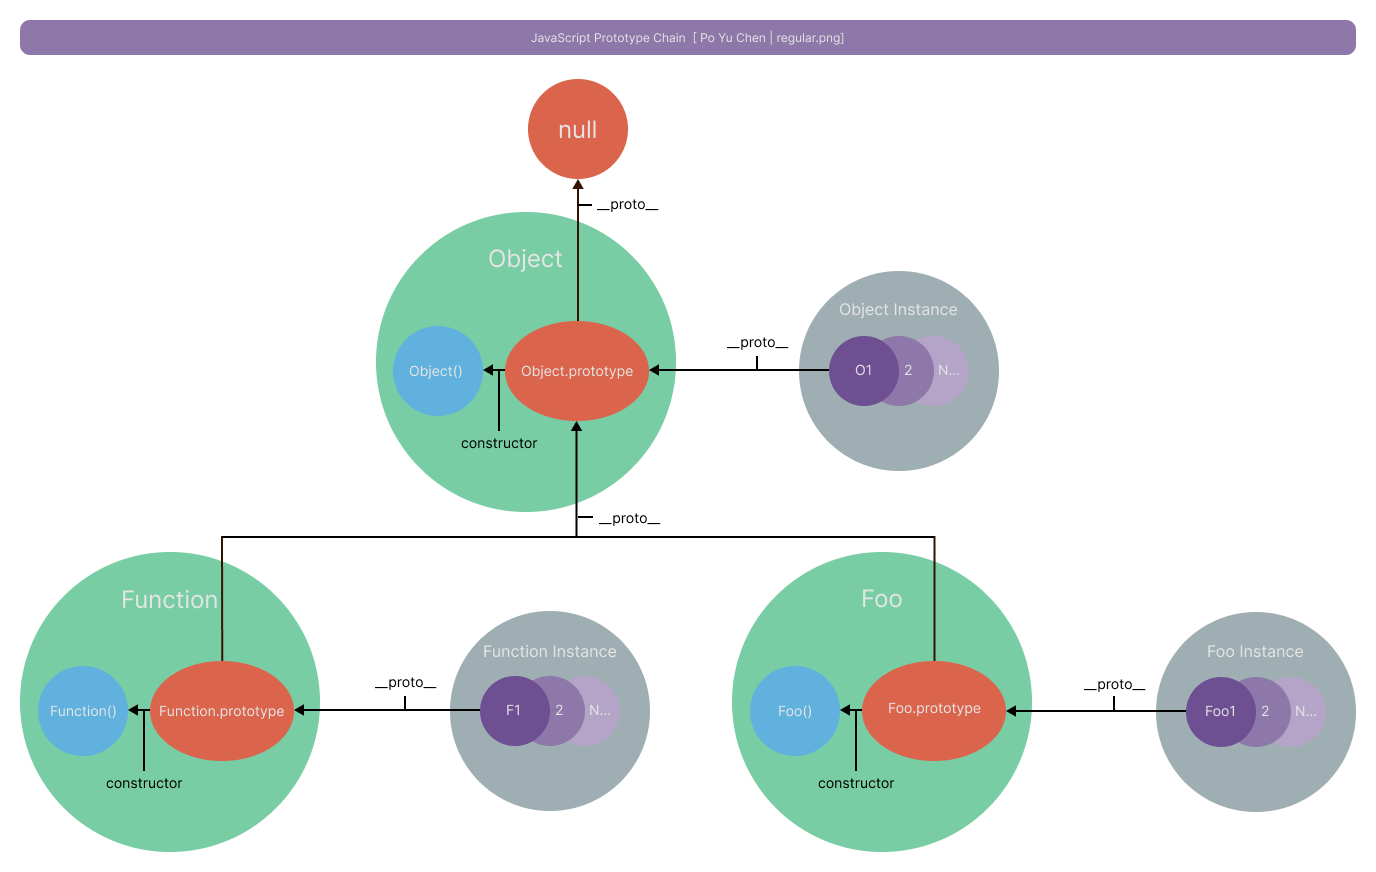 JavaScript Prototype Chain [ Po Yu Chen | regular.png]
null
__proto__
Object
Object Instance
__proto__
Object()
Object.prototype
O1
2
N...
constructor
__proto__
Function
Foo
Function Instance
Foo Instance
__proto__
__proto__
Function()
Function.prototype
F1
2
N...
Foo()
Foo.prototype
Foo1
2
N...
constructor
constructor